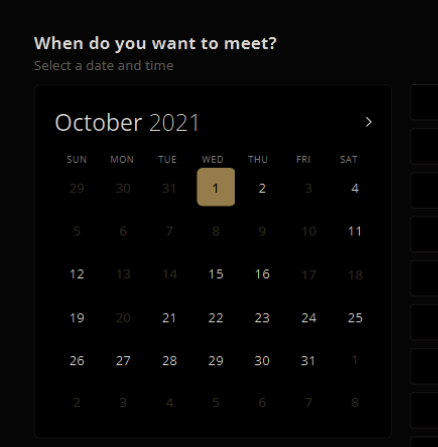 When do you want to meet?
Select a date and time
October 2021 >
SUN MON TUE WED THU FRI SAT
29 30 31 1 2 3 4
5 6 7 8 9 10 11
12 13 14 15 16 17 18
19 20 21 22 23 24 25
26 27 28 29 30 31 1
2 3 4 5 6 7 8